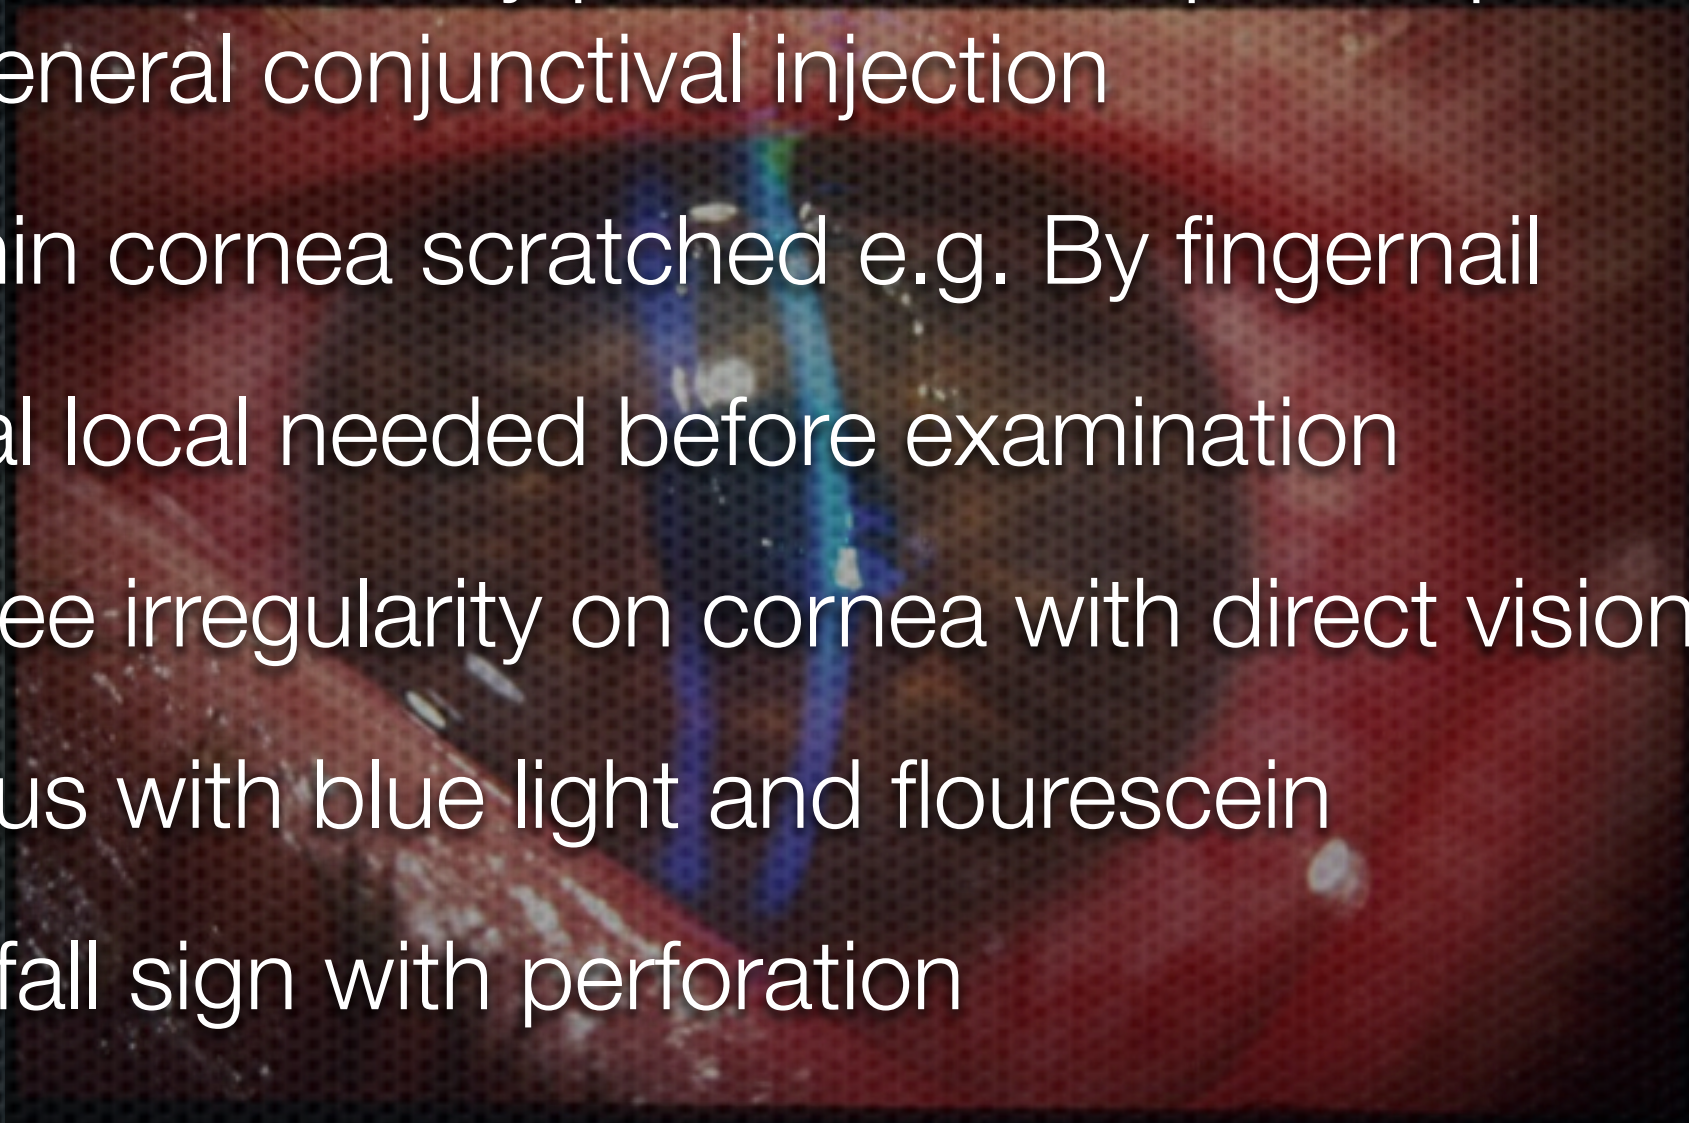 eneral conjunctival injection
in cornea scratched e.g. By fingernail
al local needed before examination
ee irregularity on cornea with direct vision
us with blue light and flourescein
fall sign with perforation